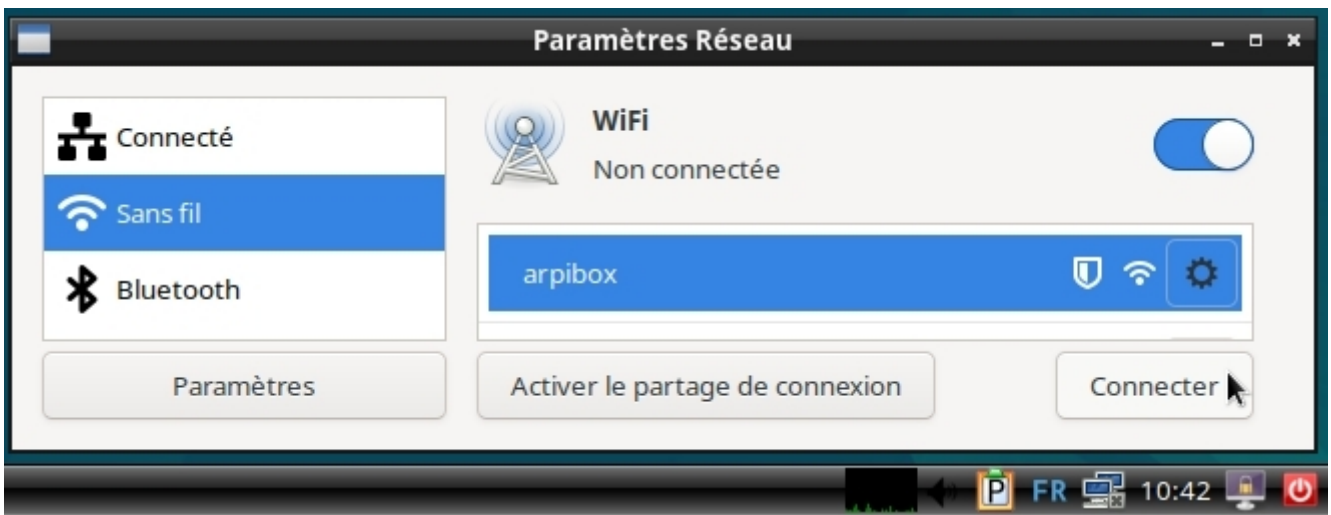 Paramètres Réseau
Connecté
Sans fil
Bluetooth
Paramètres
WiFi
Non connectée
arpibox
Activer le partage de connexion
Connecter
P FR 10:42